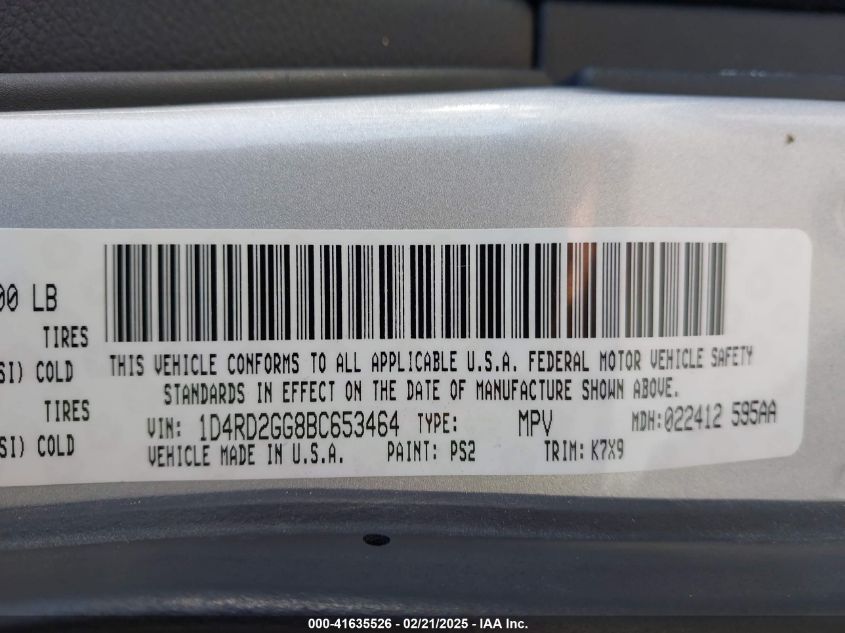 00 LB
TIRES
SI) COLD
TIRES
SI) COLD
THIS VEHICLE CONFORMS TO ALL APPLICABLE U.S.A. FEDERAL MOTOR VEHICLE SAFETY
STANDARDS IN EFFECT ON THE DATE OF MANUFACTURE SHOWN ABOVE.
VIN: 1D4RD2GG8BC653464 TYPE: MPV MDH:022412 595AA
VEHICLE MADE IN U.S.A. PAINT: PS2 TRIM: K7X9
000-41635526 / 02/21/2025 - IAA Inc.